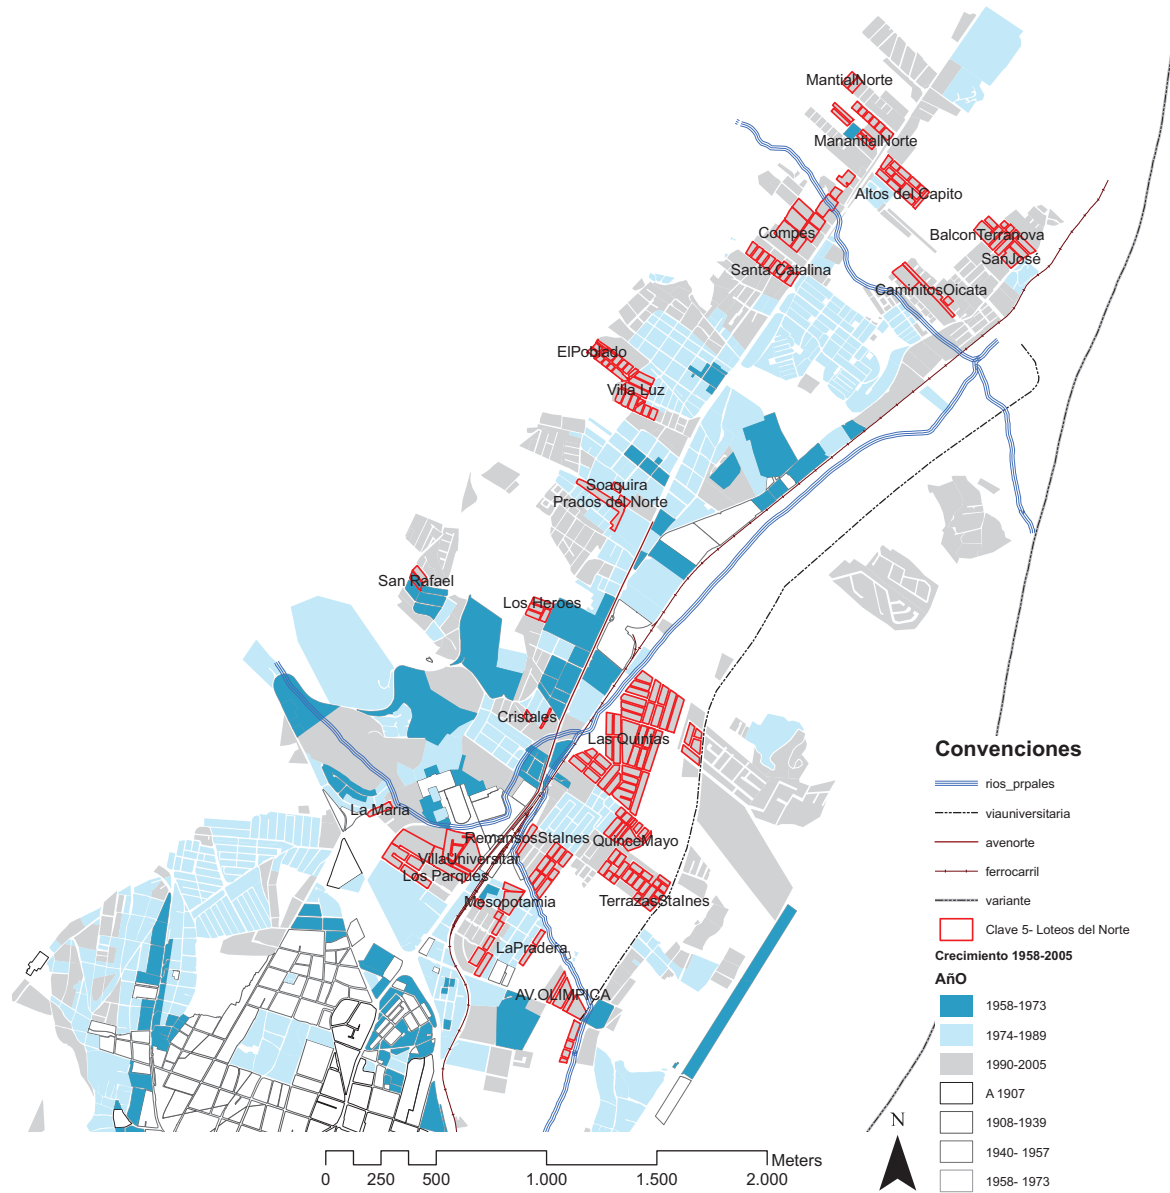 MantialNorte
ManantialNorte
Altos del Capito
Compes
BalconTerranova
SanJosé
Santa Catalina
CaminitosOicata
ElPoblado
Villa Luz
Soaquira
Prados del Norte
San Rafael
Los Heroes
Cristales
Las Quintas
La Maria
RemansosStaInes
QuinceMayo
VillaUniversitar
Los Parques
Mesopotamia
TerrazasStaInes
LaPradera
AV.OLIMPICA
Convenciones
rios_prpales
viauniversitaria
avenorte
ferrocarril
variante
Clave 5- Loteos del Norte
Crecimiento 1958-2005
AñO
1958-1973
1974-1989
1990-2005
A 1907
1908-1939
1940- 1957
1958- 1973
N
Meters
0 250 500 1.000 1.500 2.000